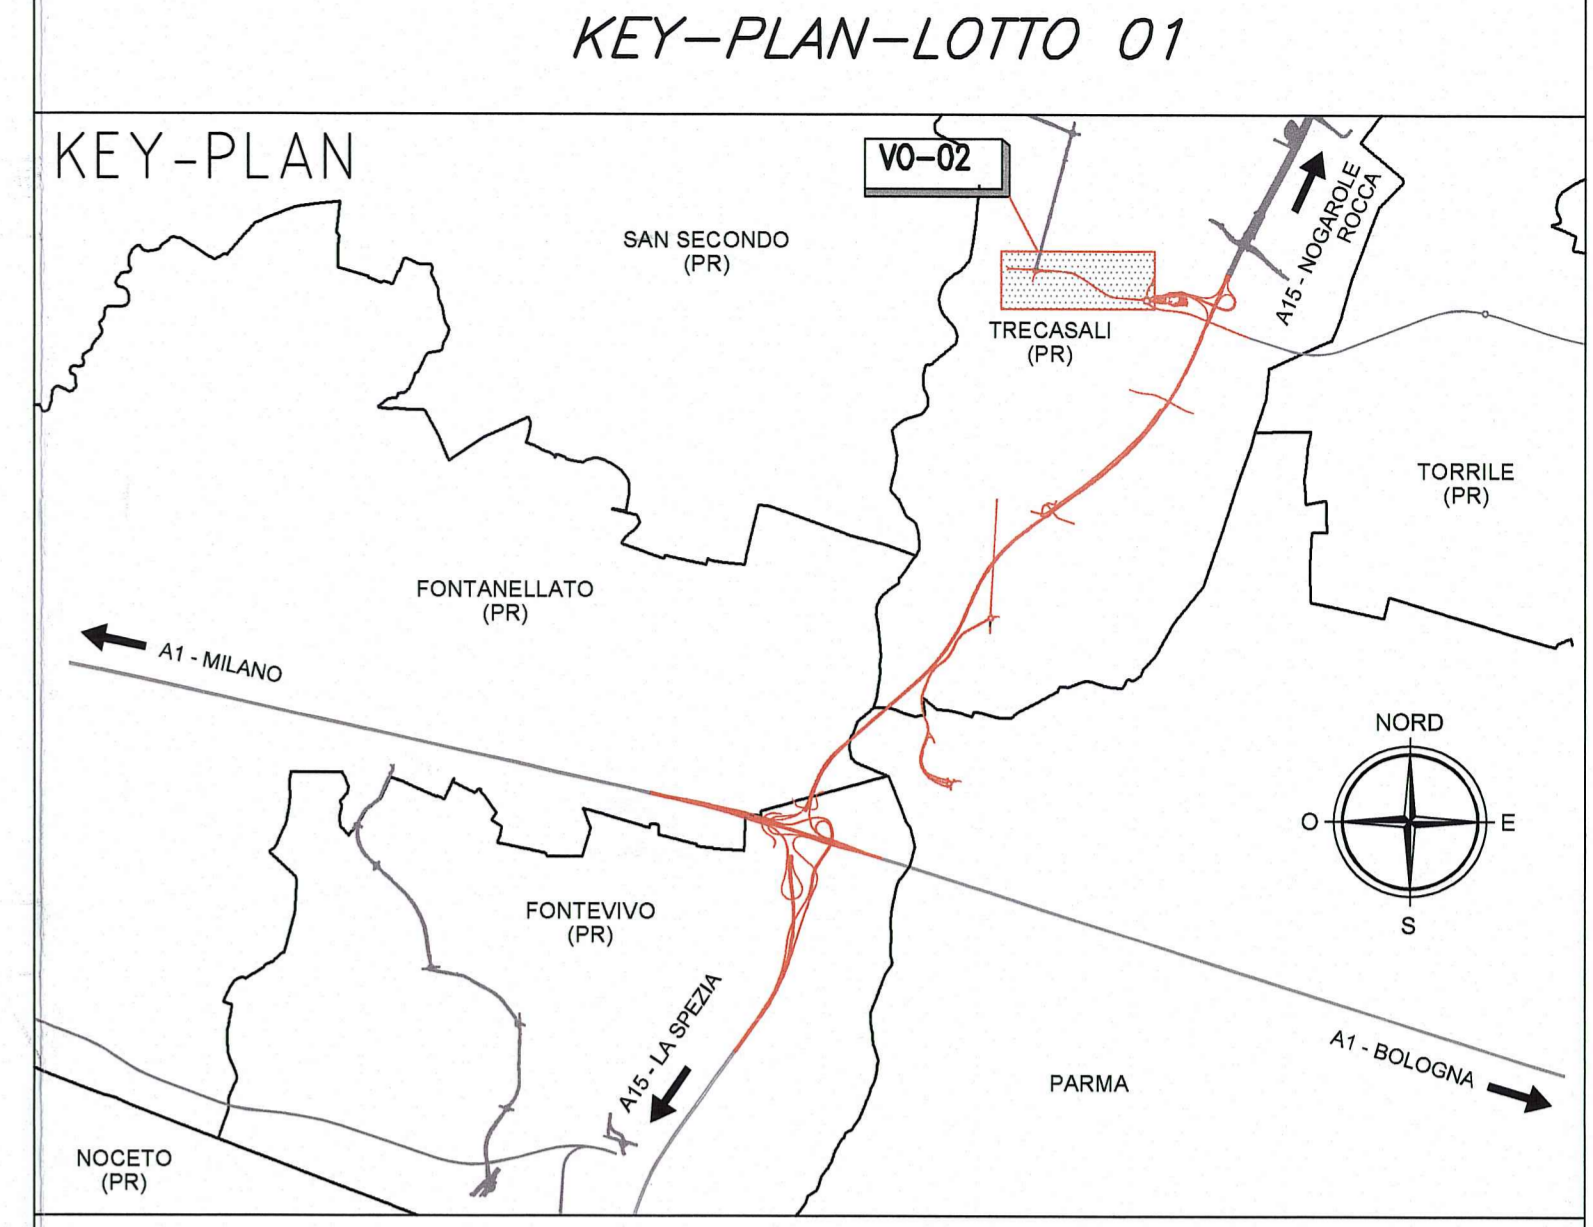 KEY-PLAN-LOTTO 01
KEY-PLAN
VO-02
SAN SECONDO
(PR)
A15 - NOGAROLE
ROCCA
TRECASALI
(PR)
TORRILE
(PR)
FONTANELLATO
(PR)
A1 - MILANO
NORD
O
E
S
FONTEVIVO
(PR)
A15 - LA SPEZIA
A1 - BOLOGNA
PARMA
NOCETO
(PR)